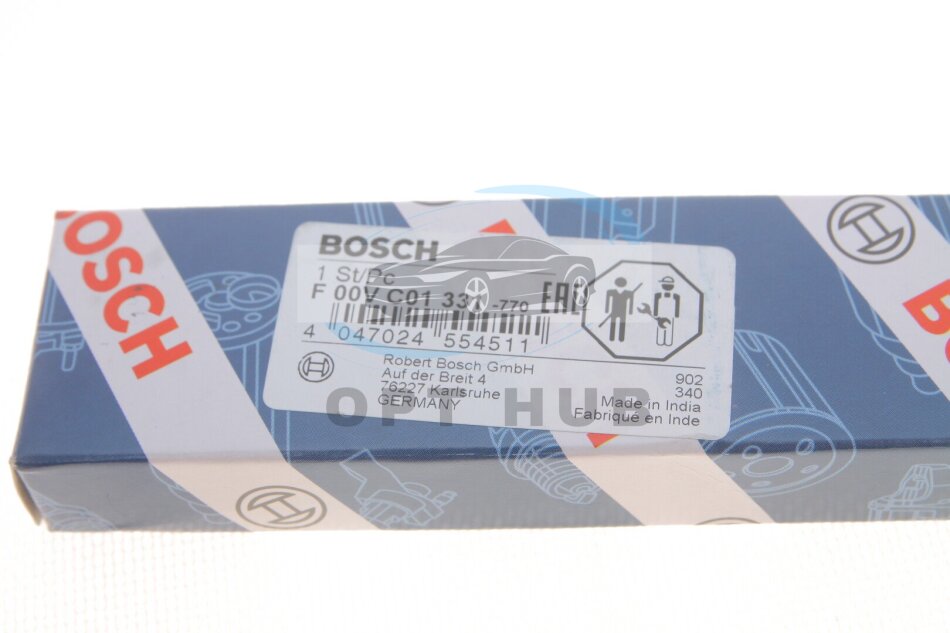 BOSCH
BOSCH
1 St/Pc
F 00V C01 33 -770
EAC
4 047024 554511
Robert Bosch GmbH
Auf der Breit 4
76227 Karlsruhe
GERMANY
902
340
Made in India
Fabriqué en Inde
OPT HUB